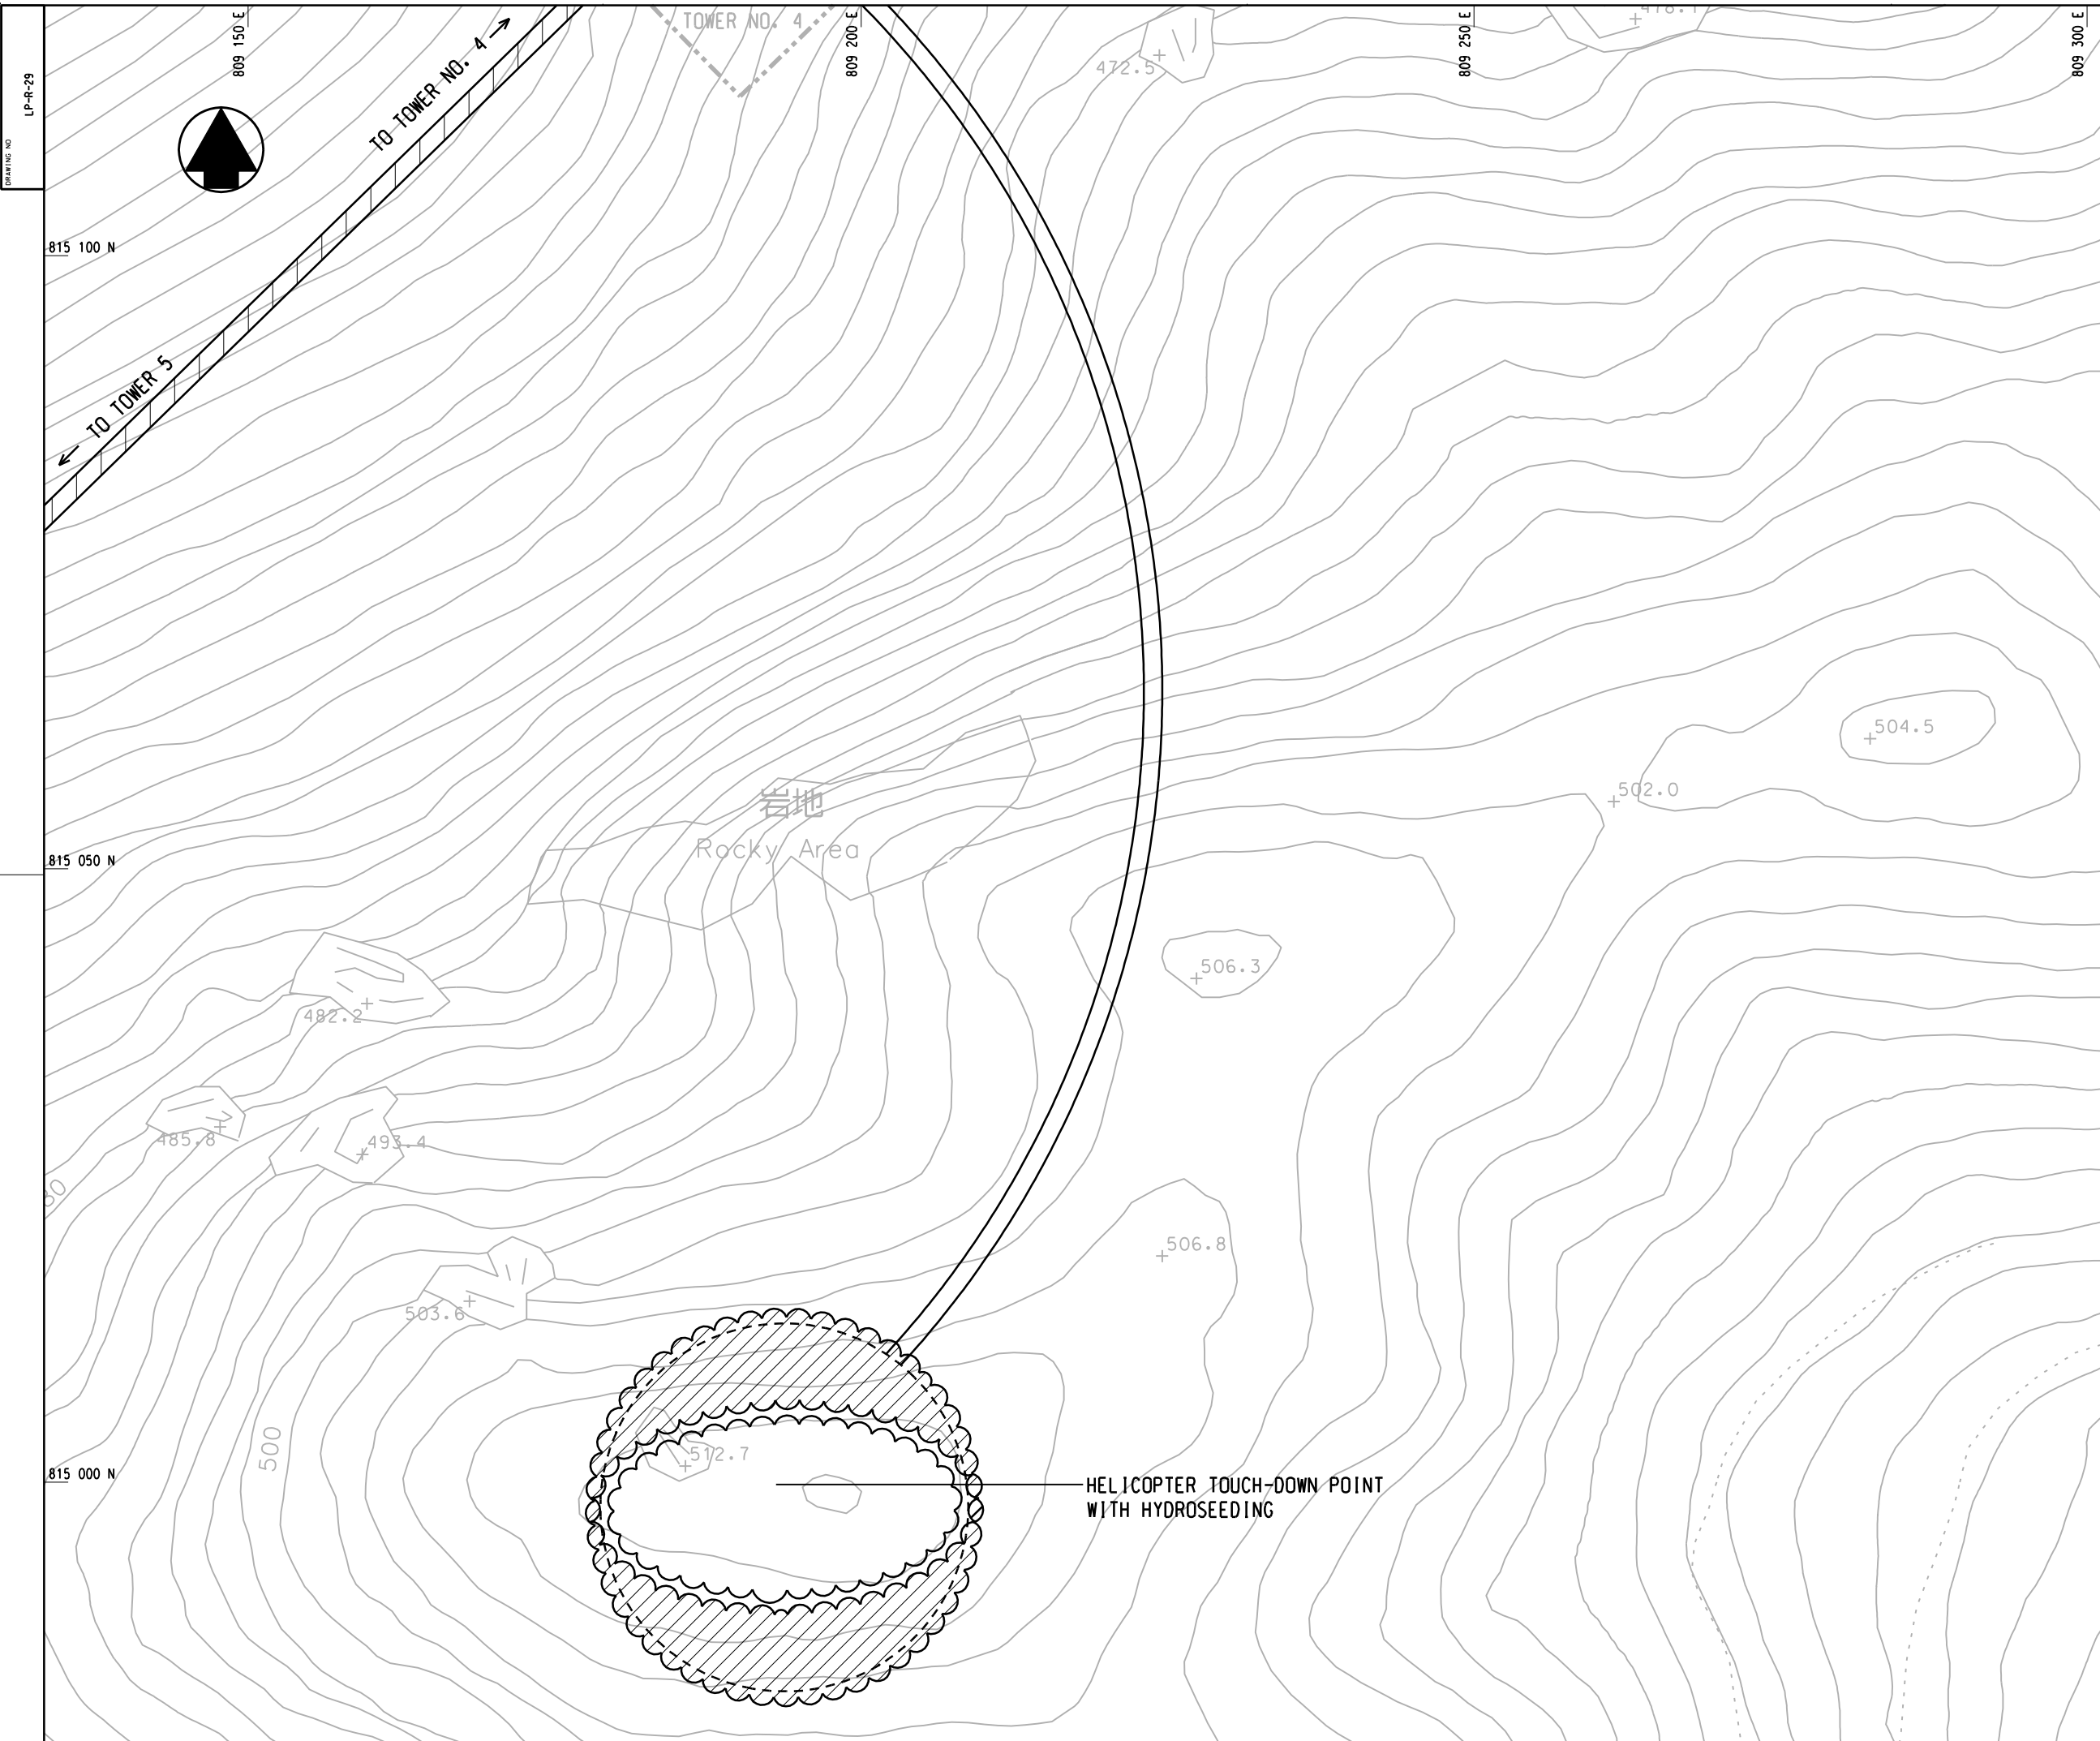 DRAWING NO
LP-R-29
809 150 E
809 200 E
809 250 E
809 300 E
TOWER NO. 4
472.5
TO TOWER NO. 4
815 100 N
TO TOWER 5
504.5
502.0
岩地
Rocky Area
815 050 N
506.3
482.2
485.8
493.4
506.8
503.6
500
512.7
815 000 N
HELICOPTER TOUCH-DOWN POINT
WITH HYDROSEEDING